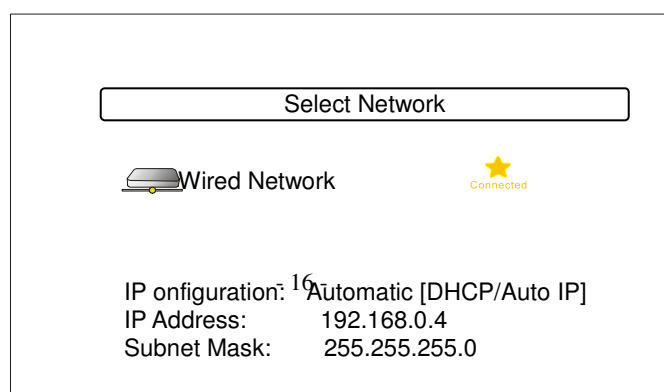 Select Network
Wired Network
Connected
- 16 -
IP onfiguration: Automatic [DHCP/Auto IP]
IP Address: 192.168.0.4
Subnet Mask: 255.255.255.0